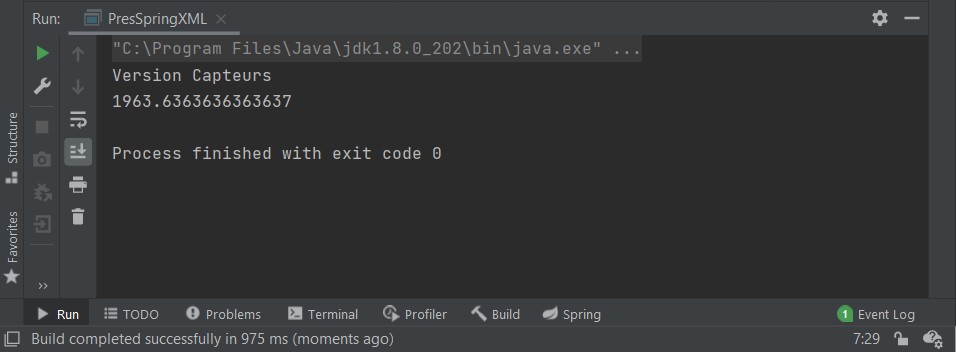 Run: PresSpringXML
"C:\Program Files\Java\jdk1.8.0_202\bin\java.exe" ...
Version Capteurs
1963.6363636363637
Process finished with exit code 0
Structure
Favorites
Run TODO Problems Terminal Profiler Build Spring 1 Event Log
Build completed successfully in 975 ms (moments ago) 7:29